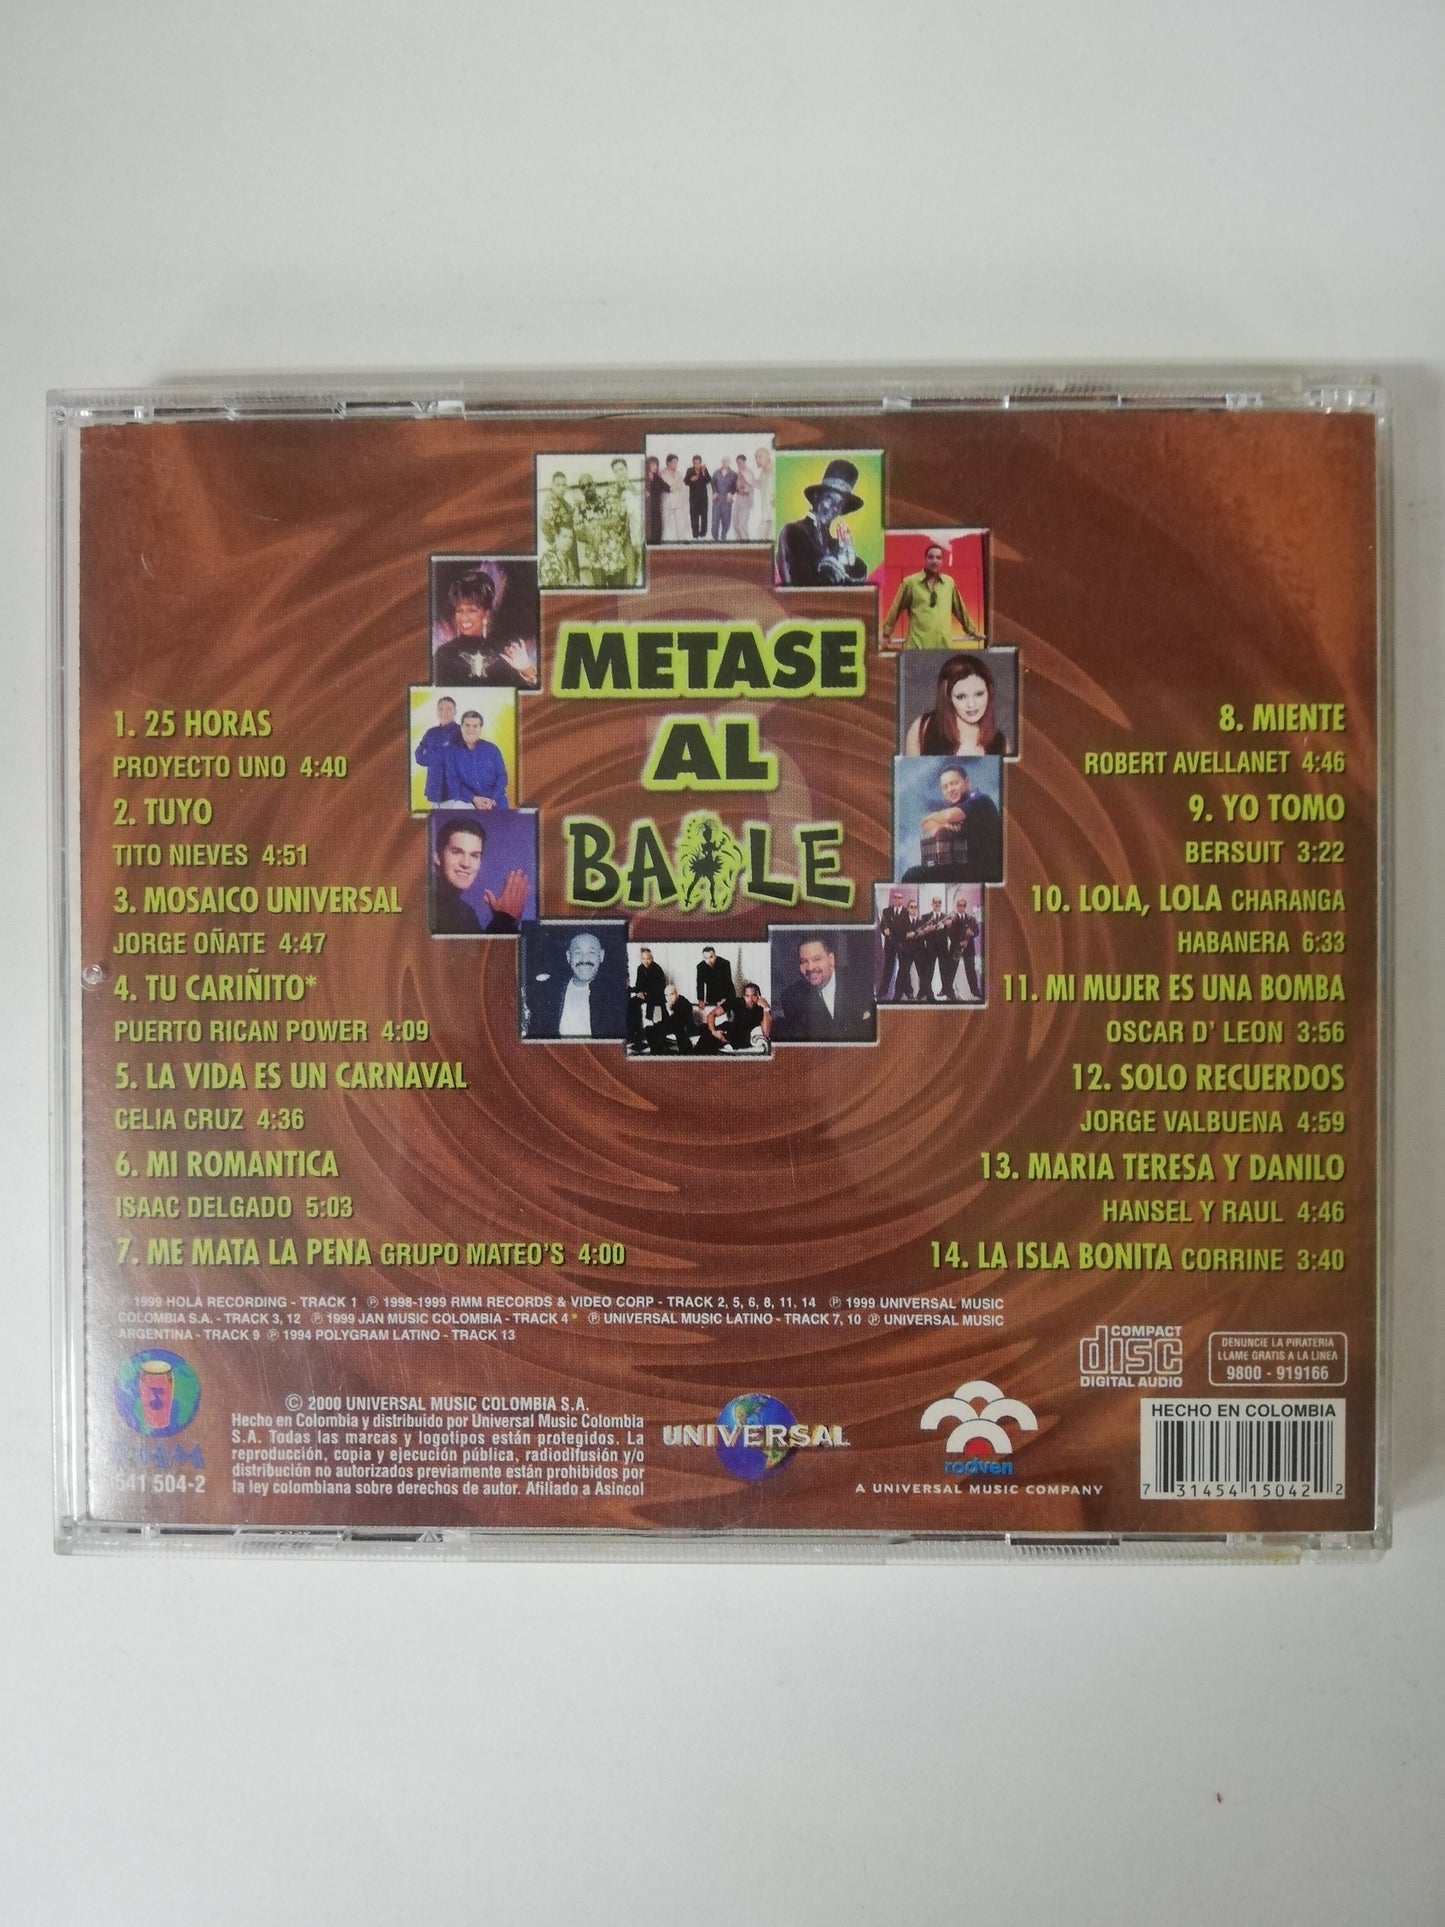 METASE
AL
BAILE
3
1. 25 HORAS
PROYECTO UNO 4:40
2. TUYO
TITO NIEVES 4:51
3. MOSAICO UNIVERSAL
JORGE OÑATE 4:47
4. TU CARIÑITO*
PUERTO RICAN POWER 4:09
5. LA VIDA ES UN CARNAVAL
CELIA CRUZ 4:36
6. MI ROMANTICA
ISAAC DELGADO 5:03
7. ME MATA LA PENA GRUPO MATEO'S 4:00
8. MIENTE
ROBERT AVELLANET 4:46
9. YO TOMO
BERSUIT 3:22
10. LOLA, LOLA CHARANGA
HABANERA 6:33
11. MI MUJER ES UNA BOMBA
OSCAR D' LEON 3:56
12. SOLO RECUERDOS
JORGE VALBUENA 4:59
13. MARIA TERESA Y DANILO
HANSEL Y RAUL 4:46
14. LA ISLA BONITA CORRINE 3:40
℗ 1999 HOLA RECORDING - TRACK 1 ℗ 1998-1999 RMM RECORDS & VIDEO CORP - TRACK 2, 5, 6, 8, 11, 14 ℗ 1999 UNIVERSAL MUSIC
COLOMBIA S.A. - TRACK 3, 12 ℗ 1999 JAN MUSIC COLOMBIA - TRACK 4* ℗ UNIVERSAL MUSIC LATINO - TRACK 7, 10 ℗ UNIVERSAL MUSIC
ARGENTINA - TRACK 9 ℗ 1994 POLYGRAM LATINO - TRACK 13
541 504-2
© 2000 UNIVERSAL MUSIC COLOMBIA S.A.
Hecho en Colombia y distribuido por Universal Music Colombia
S.A. Todas las marcas y logotipos están protegidos. La
reproducción, copia y ejecución pública, radiodifusión y/o
distribución no autorizados previamente están prohibidos por
la ley colombiana sobre derechos de autor. Afiliado a Asincol
UNIVERSAL
rodven
A UNIVERSAL MUSIC COMPANY
COMPACT
disc
DIGITAL AUDIO
DENUNCIE LA PIRATERIA
LLAME GRATIS A LA LINEA
9800 - 919166
HECHO EN COLOMBIA
7 31454 15042 2